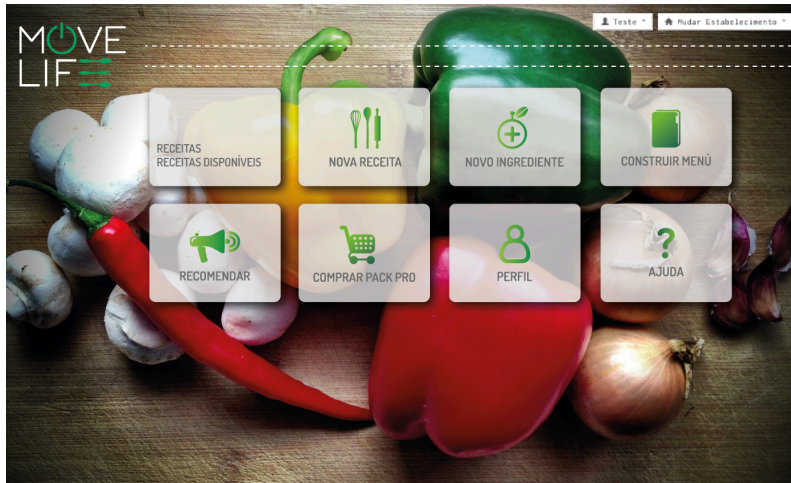 MOVE
LIFE
Teste
Mudar Estabelecimento
RECEITAS
RECEITAS DISPONÍVEIS
NOVA RECEITA
NOVO INGREDIENTE
CONSTRUIR MENÚ
RECOMENDAR
COMPRAR PACK PRO
PERFIL
AJUDA